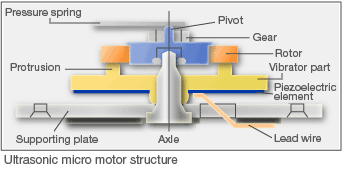 Pressure spring
Pivot
Gear
Rotor
Protrusion
Vibrator part
Piezoelectric
element
Supporting plate
Axle
Lead wire
Ultrasonic micro motor structure